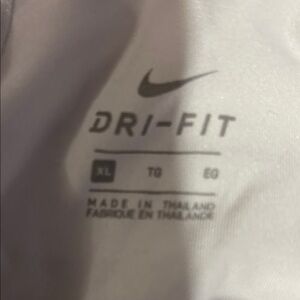 DRI-FIT
XL TG EG
MADE IN THAILAND
FABRIQUE EN THAILANDE